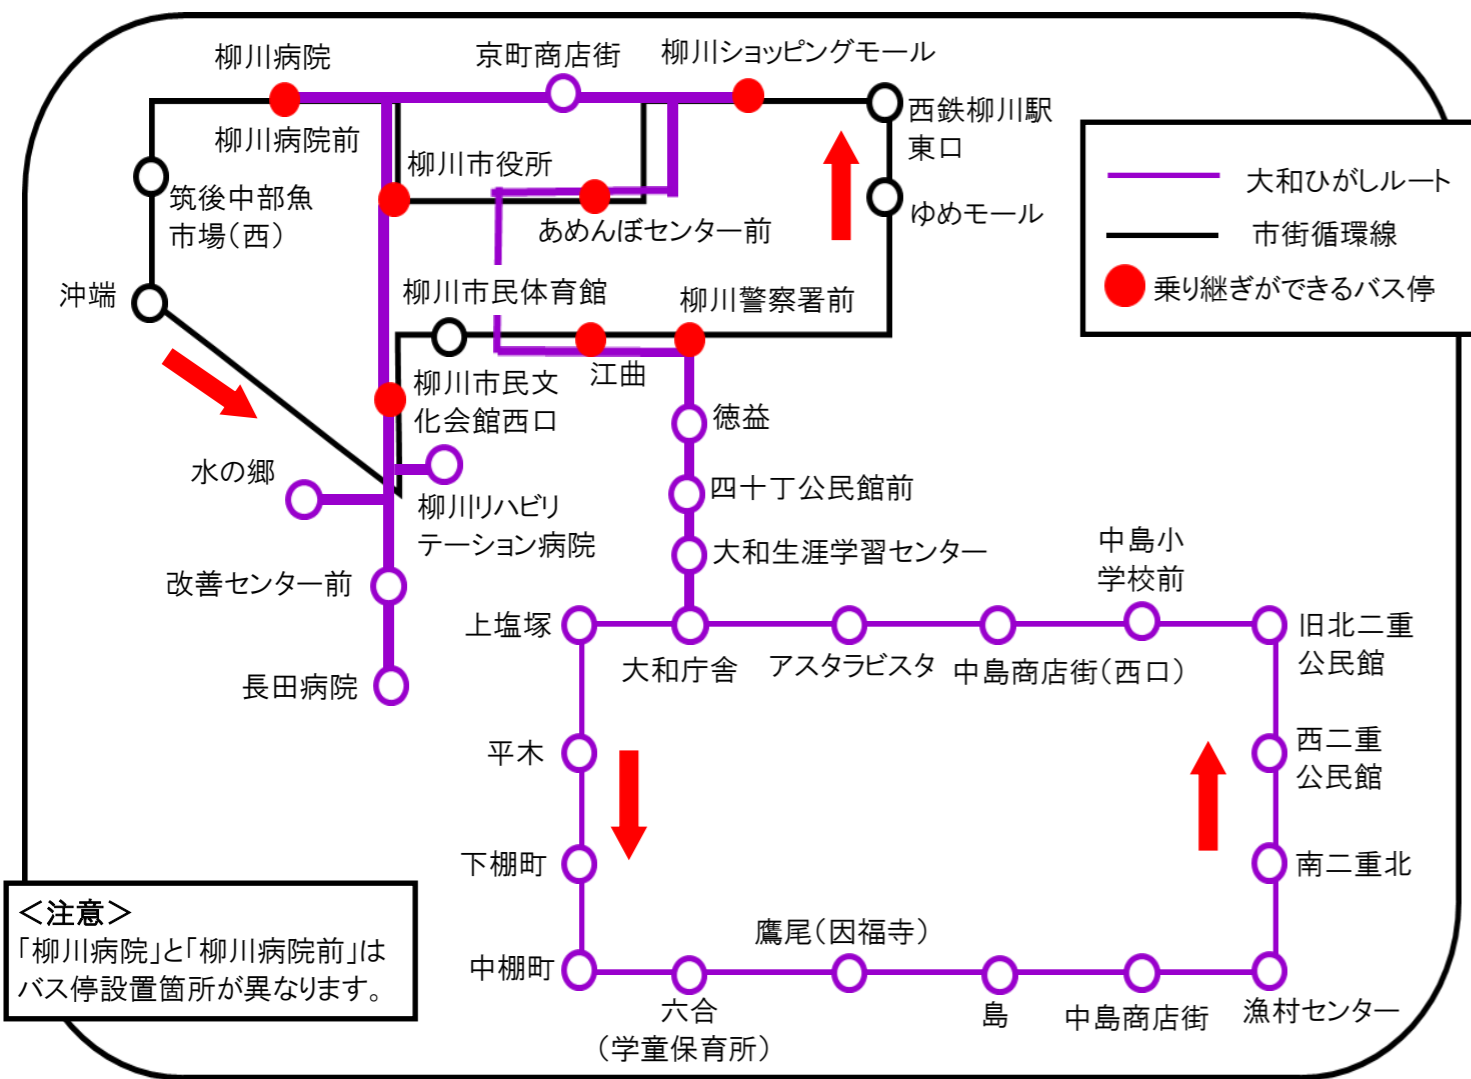 柳川病院
京町商店街
柳川ショッピングモール
柳川病院前
西鉄柳川駅
東口
柳川市役所
筑後中部魚
市場（西）
あめんぼセンター前
ゆめモール
大和ひがしルート
市街循環線
乗り継ぎができるバス停
沖端
柳川市民体育館
柳川警察署前
江曲
柳川市民文
化会館西口
徳益
水の郷
四十丁公民館前
柳川リハビリ
テーション病院
大和生涯学習センター
中島小
学校前
改善センター前
上塩塚
大和庁舎
アスタラビスタ
中島商店街（西口）
旧北二重
公民館
長田病院
平木
西二重
公民館
下棚町
南二重北
＜注意＞
「柳川病院」と「柳川病院前」は
バス停設置箇所が異なります。
鷹尾（因福寺）
中棚町
六合
（学童保育所）
島
中島商店街
漁村センター